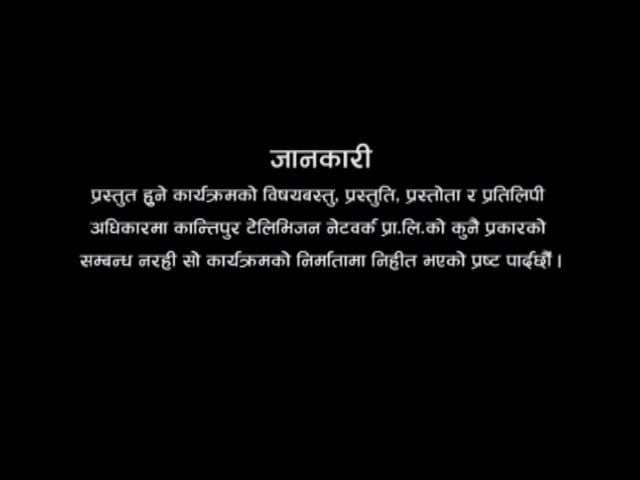 जानकारी
प्रस्तुत हुने कार्यक्रमको विषयबस्तु, प्रस्तुति, प्रस्तोता र प्रतिलिपी
अधिकारमा कान्तिपुर टेलिभिजन नेटवर्क प्रा.लि.को कुनै प्रकारको
सम्बन्ध नरही सो कार्यक्रमको निर्मातामा निहीत भएको प्रष्ट पार्दछौं ।